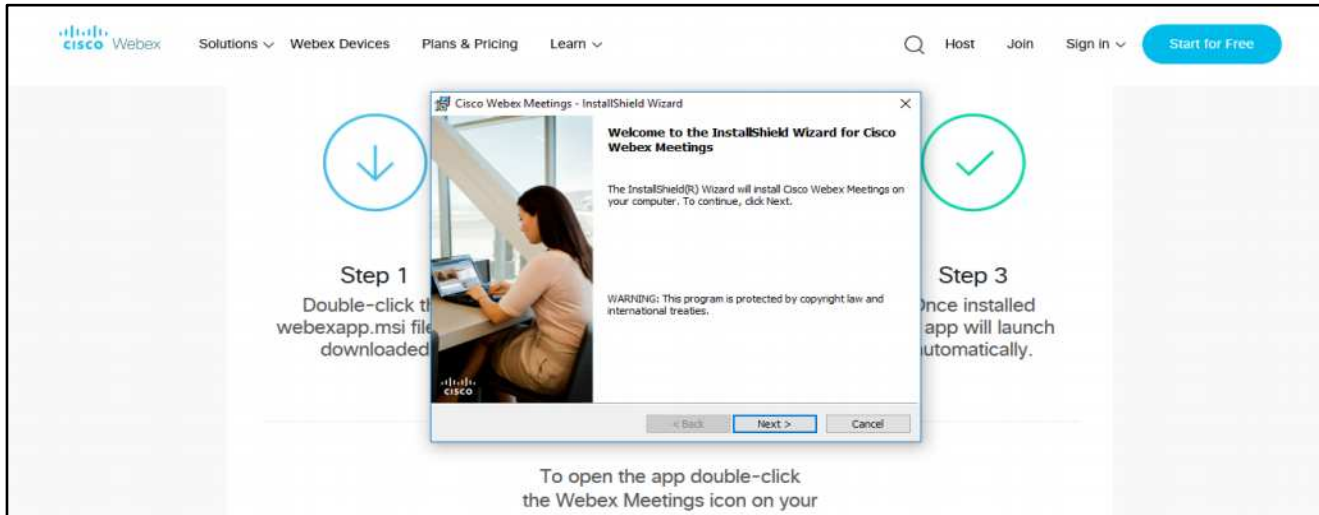 CISCO Webex Solutions Webex Devices Plans & Pricing Learn Host Join Sign in Start for Free
Cisco Webex Meetings - InstallShield Wizard
Welcome to the InstallShield Wizard for Cisco
Webex Meetings
The InstallShield(R) Wizard will install Cisco Webex Meetings on
your computer. To continue, click Next.
WARNING: This program is protected by copyright law and
international treaties.
CISCO
< Back Next > Cancel
Step 1
Double-click
webexapp.msi
downloaded
Step 3
installed
app will launch
To open the app double-click
the Webex Meetings icon on your